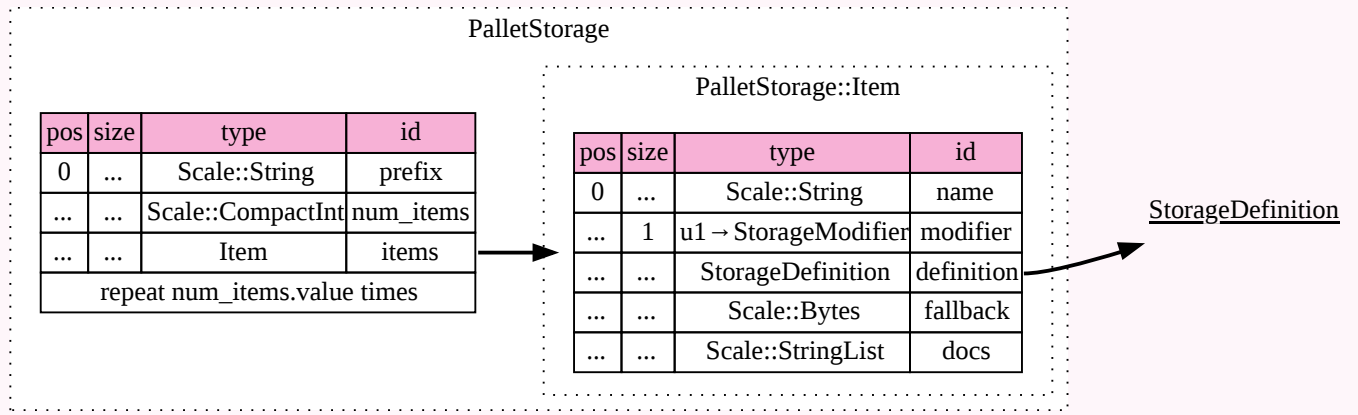 PalletStorage
pos size type id
0 ... Scale::String prefix
... ... Scale::CompactInt num_items
... ... Item items
repeat num_items.value times
PalletStorage::Item
pos size type id
0 ... Scale::String name
... 1 u1→StorageModifier modifier
... ... StorageDefinition definition
... ... Scale::Bytes fallback
... ... Scale::StringList docs
StorageDefinition